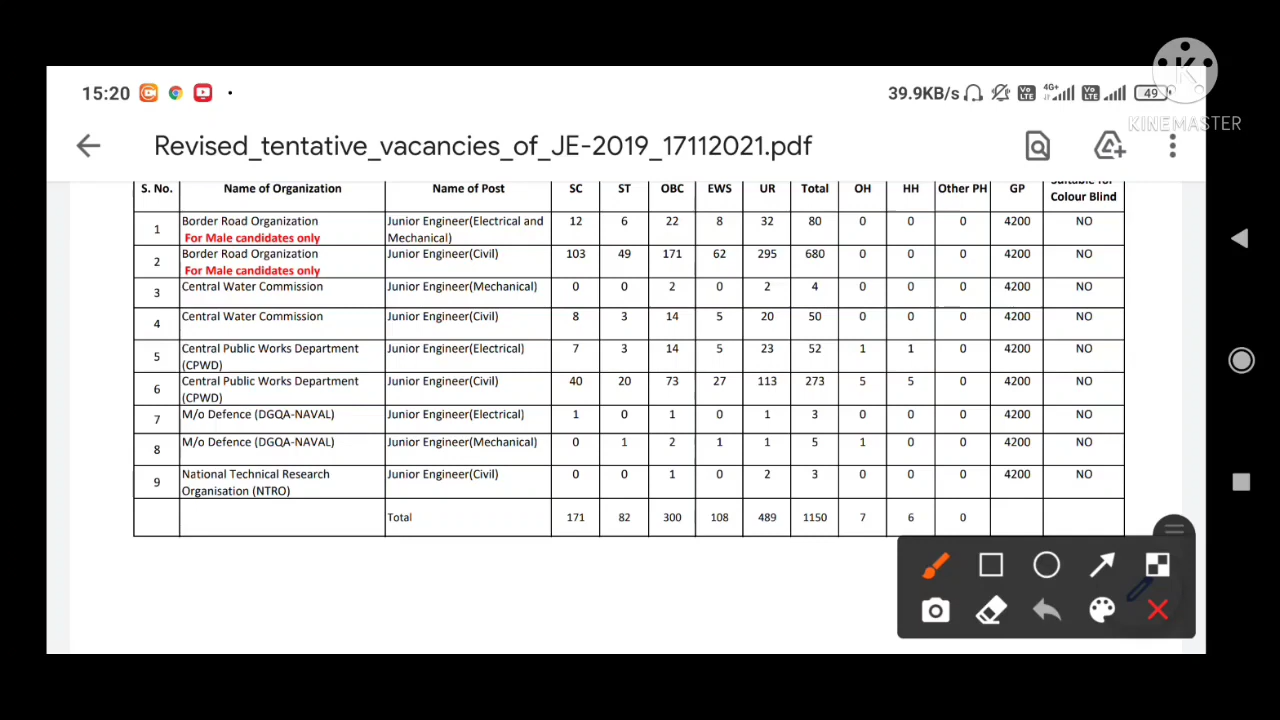 15:20 39.9KB/s Vo LTE 4G+ Vo LTE 49
KINEMASTER
Revised_tentative_vacancies_of_JE-2019_17112021.pdf
S. No. Name of Organization Name of Post SC ST OBC EWS UR Total OH HH Other PH GP Suitable for Colour Blind
1 Border Road Organization Junior Engineer(Electrical and 12 6 22 8 32 80 0 0 0 4200 NO
For Male candidates only Mechanical)
2 Border Road Organization Junior Engineer(Civil) 103 49 171 62 295 680 0 0 0 4200 NO
For Male candidates only
3 Central Water Commission Junior Engineer(Mechanical) 0 0 2 0 2 4 0 0 0 4200 NO
4 Central Water Commission Junior Engineer(Civil) 8 3 14 5 20 50 0 0 0 4200 NO
5 Central Public Works Department Junior Engineer(Electrical) 7 3 14 5 23 52 1 1 0 4200 NO
(CPWD)
6 Central Public Works Department Junior Engineer(Civil) 40 20 73 27 113 273 5 5 0 4200 NO
(CPWD)
7 M/o Defence (DGQA-NAVAL) Junior Engineer(Electrical) 1 0 1 0 1 3 0 0 0 4200 NO
8 M/o Defence (DGQA-NAVAL) Junior Engineer(Mechanical) 0 1 2 1 1 5 1 0 0 4200 NO
9 National Technical Research Junior Engineer(Civil) 0 0 1 0 2 3 0 0 0 4200 NO
Organisation (NTRO)
Total 171 82 300 108 489 1150 7 6 0